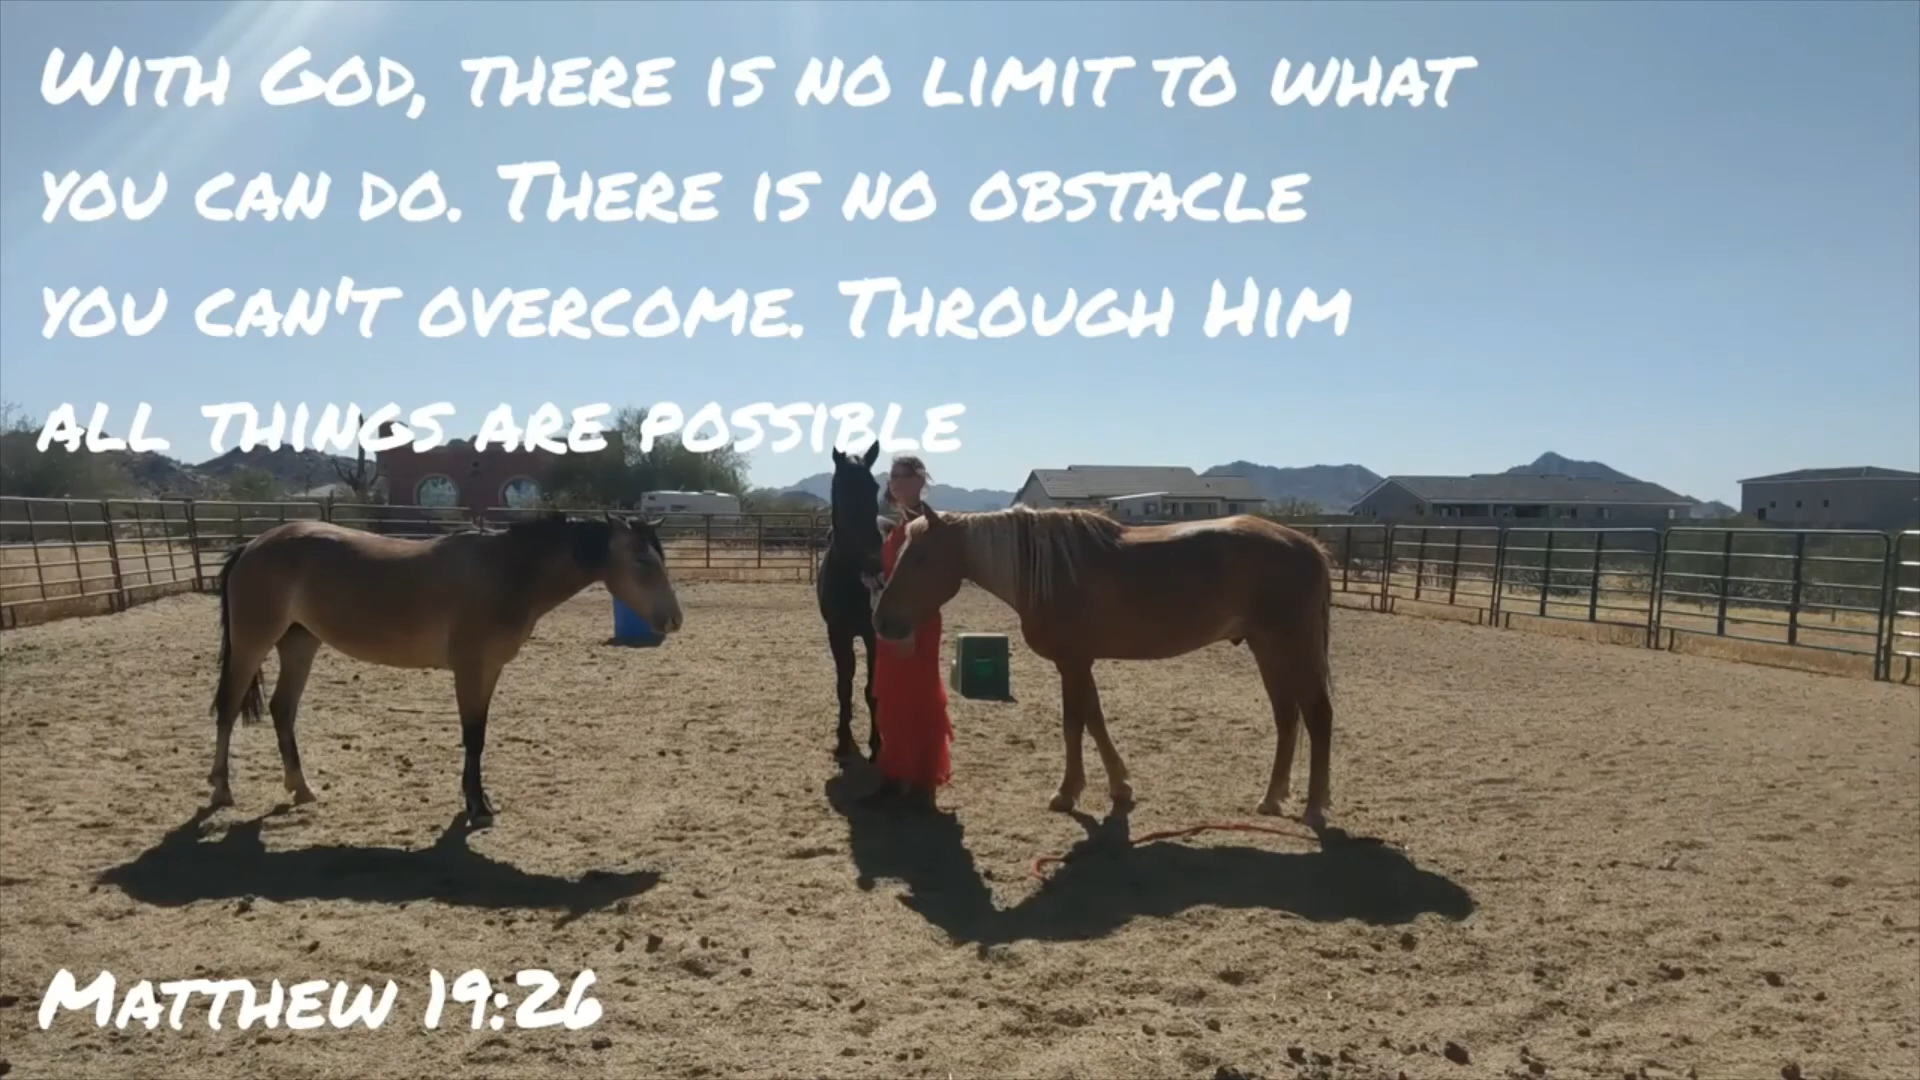 With God, there is no limit to what
you can do. There is no obstacle
you can't overcome. Through Him
all things are possible
Matthew 19:26